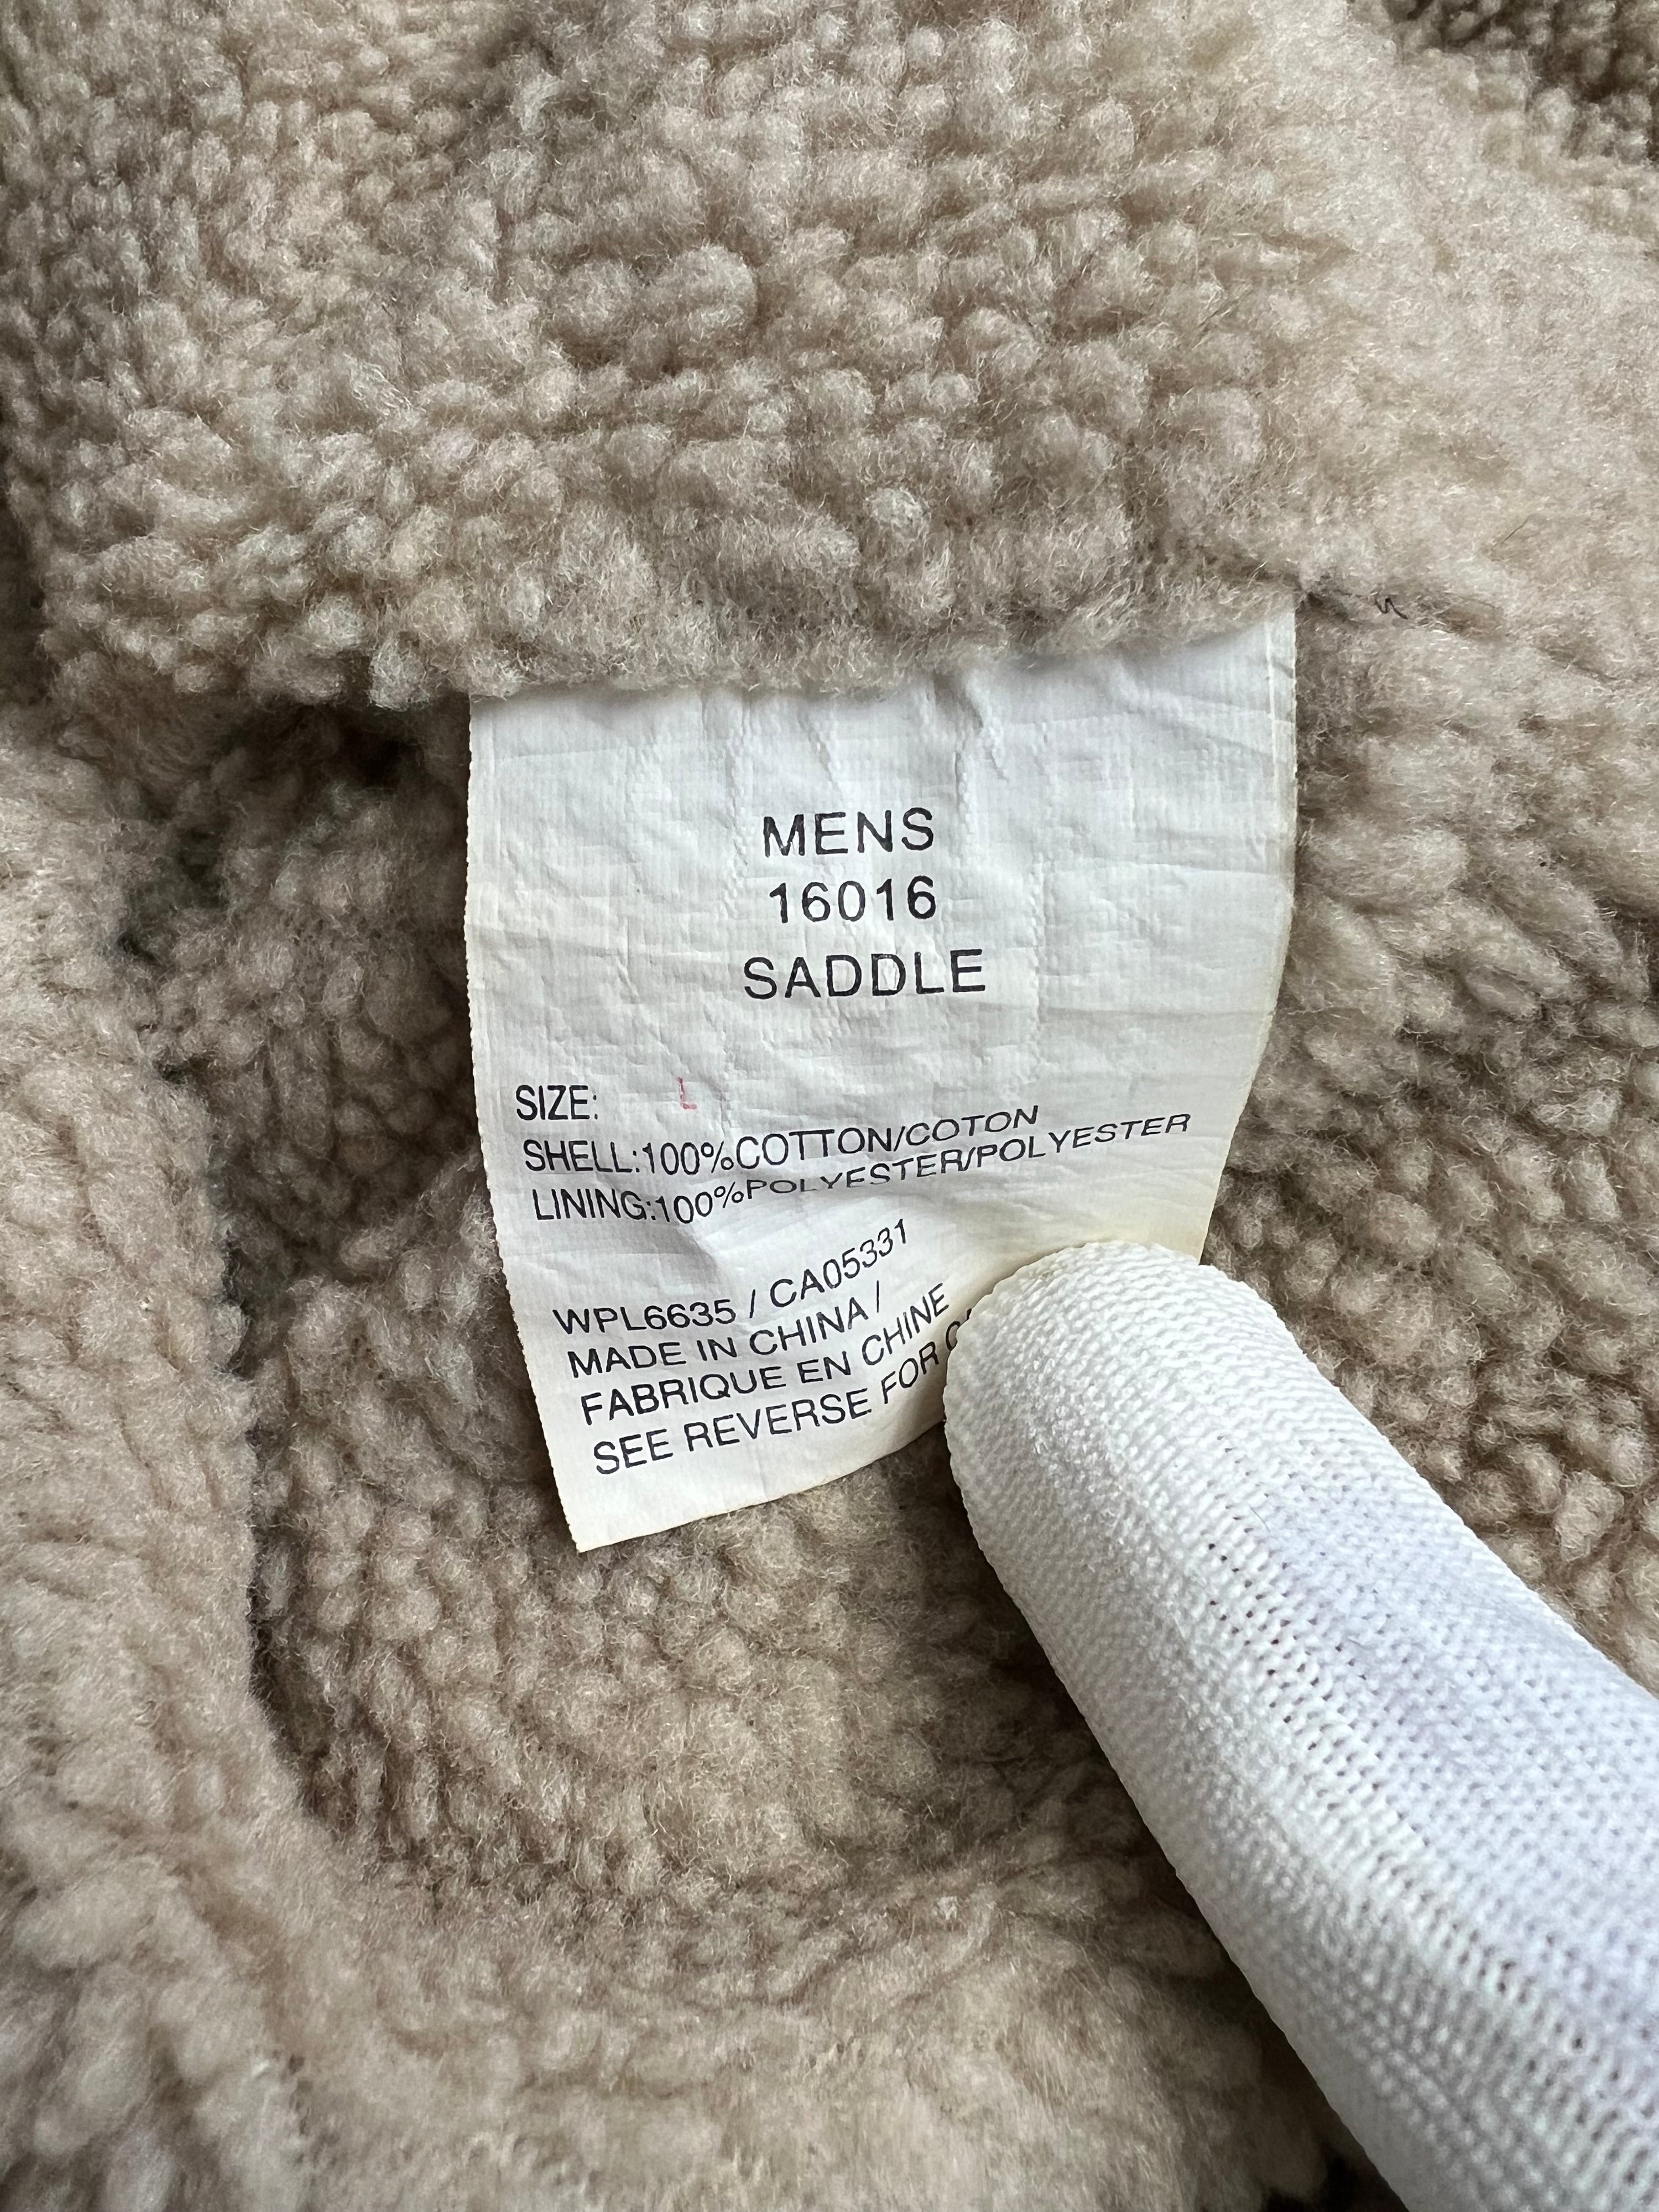 MENS
16016
SADDLE
SIZE: L
SHELL:100%COTTON/COTON
LINING:100%POLYESTER/POLYESTER
WPL6635 / CA05331
MADE IN CHINA /
FABRIQUE EN CHINE
SEE REVERSE FOR